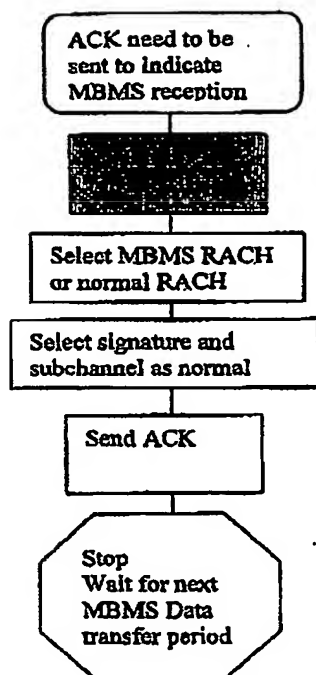 ACK need to be
sent to indicate
MBMS reception
Select MBMS RACH
or normal RACH
Select signature and
subchannel as normal
Send ACK
Stop
Wait for next
MBMS Data
transfer period